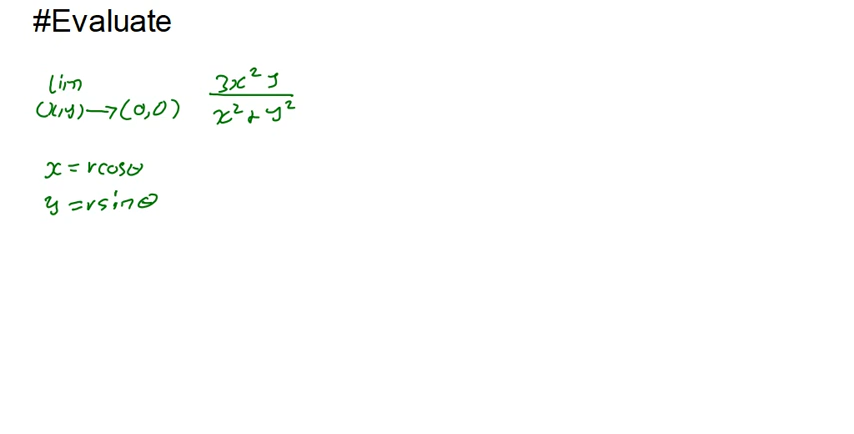 #Evaluate
lim (x,y)→(0,0) 3x²y / x²+y²
x = rcosθ
y = rsinθ